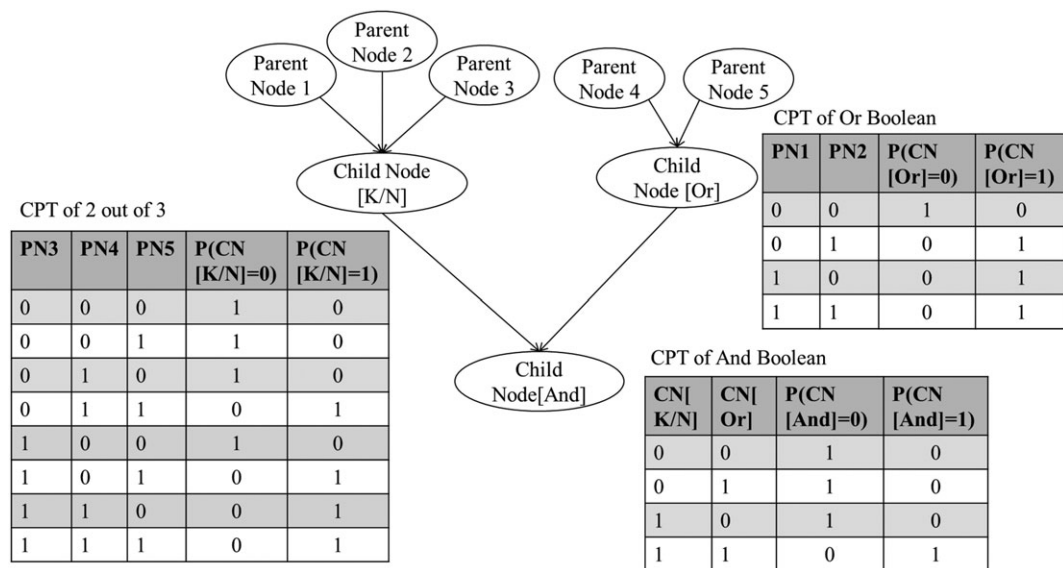 Parent
Node 1
Parent
Node 2
Parent
Node 3
Parent
Node 4
Parent
Node 5
Child Node
[K/N]
Child
Node [Or]
Child
Node[And]
CPT of Or Boolean
PN1 PN2 P(CN [Or]=0) P(CN [Or]=1)
0 0 1 0
0 1 0 1
1 0 0 1
1 1 0 1
CPT of 2 out of 3
PN3 PN4 PN5 P(CN [K/N]=0) P(CN [K/N]=1)
0 0 0 1 0
0 0 1 1 0
0 1 0 1 0
0 1 1 0 1
1 0 0 1 0
1 0 1 0 1
1 1 0 0 1
1 1 1 0 1
CPT of And Boolean
CN[ K/N] CN[ Or] P(CN [And]=0) P(CN [And]=1)
0 0 1 0
0 1 1 0
1 0 1 0
1 1 0 1